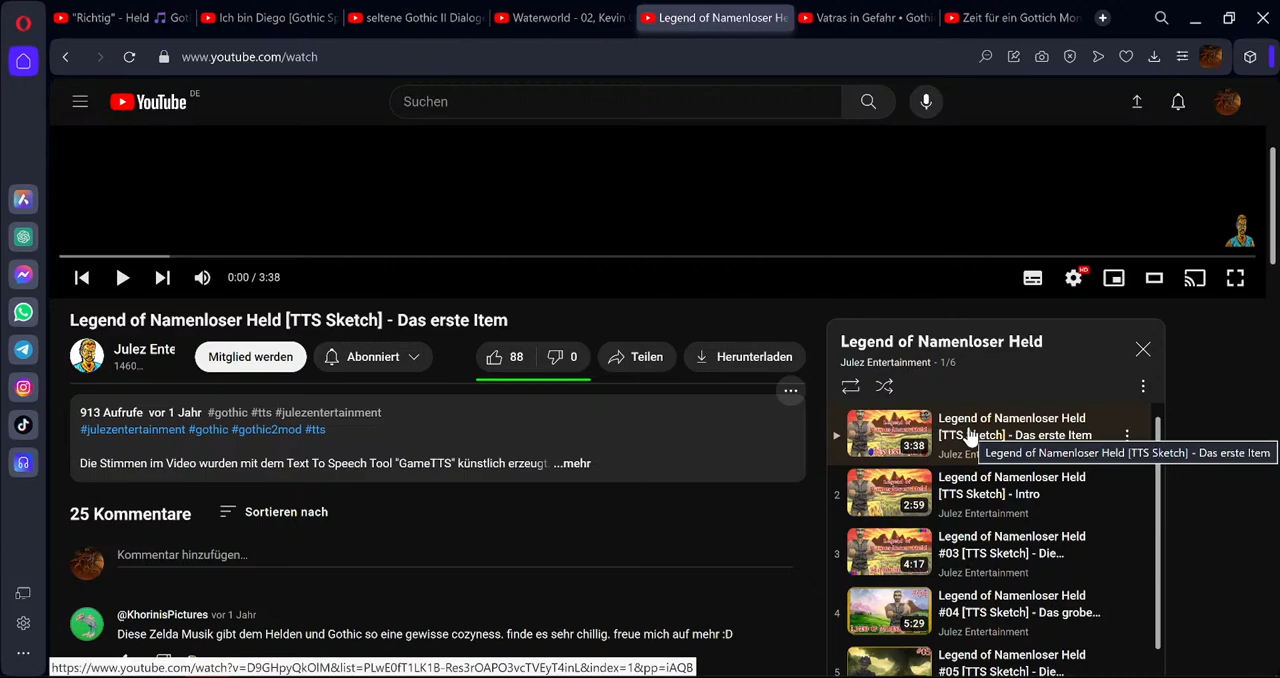 "Richtig" - Held 🎵 Got
Ich bin Diego [Gothic Sp
seltene Gothic II Dialoge
Waterworld - 02, Kevin C
Legend of Namenloser He
Vatras in Gefahr • Gothic
Zeit für ein Gottich Mon
www.youtube.com/watch
YouTube DE
Suchen
0:00 / 3:38
HD
Legend of Namenloser Held [TTS Sketch] - Das erste Item
Julez Ente
1460...
Mitglied werden
Abonniert
88
0
Teilen
Herunterladen
913 Aufrufe vor 1 Jahr #gothic #tts #julezentertainment
#julezentertainment #gothic #gothic2mod #tts
Die Stimmen im Video wurden mit dem Text To Speech Tool "GameTTS" künstlich erzeugt. ...mehr
25 Kommentare
Sortieren nach
Kommentar hinzufügen...
@KhorinisPictures vor 1 Jahr
Diese Zelda Musik gibt dem Helden und Gothic so eine gewisse cozyness. finde es sehr chillig. freue mich auf mehr :D
Legend of Namenloser Held
Julez Entertainment - 1/6
3:38
Legend of Namenloser Held
[TTS Sketch] - Das erste Item
Julez En
Legend of Namenloser Held [TTS Sketch] - Das erste Item
2
2:59
Legend of Namenloser Held
[TTS Sketch] - Intro
Julez Entertainment
3
4:17
Legend of Namenloser Held
#03 [TTS Sketch] - Die...
Julez Entertainment
4
5:29
Legend of Namenloser Held
#04 [TTS Sketch] - Das grobe...
Julez Entertainment
5
Legend of Namenloser Held
#05 [TTS Sketch] - Die...
https://www.youtube.com/watch?v=D9GHpyQkOlM&list=PLwE0fT1LK1B-Res3rOAPO3vcTVEyT4inL&index=1&pp=iAQB